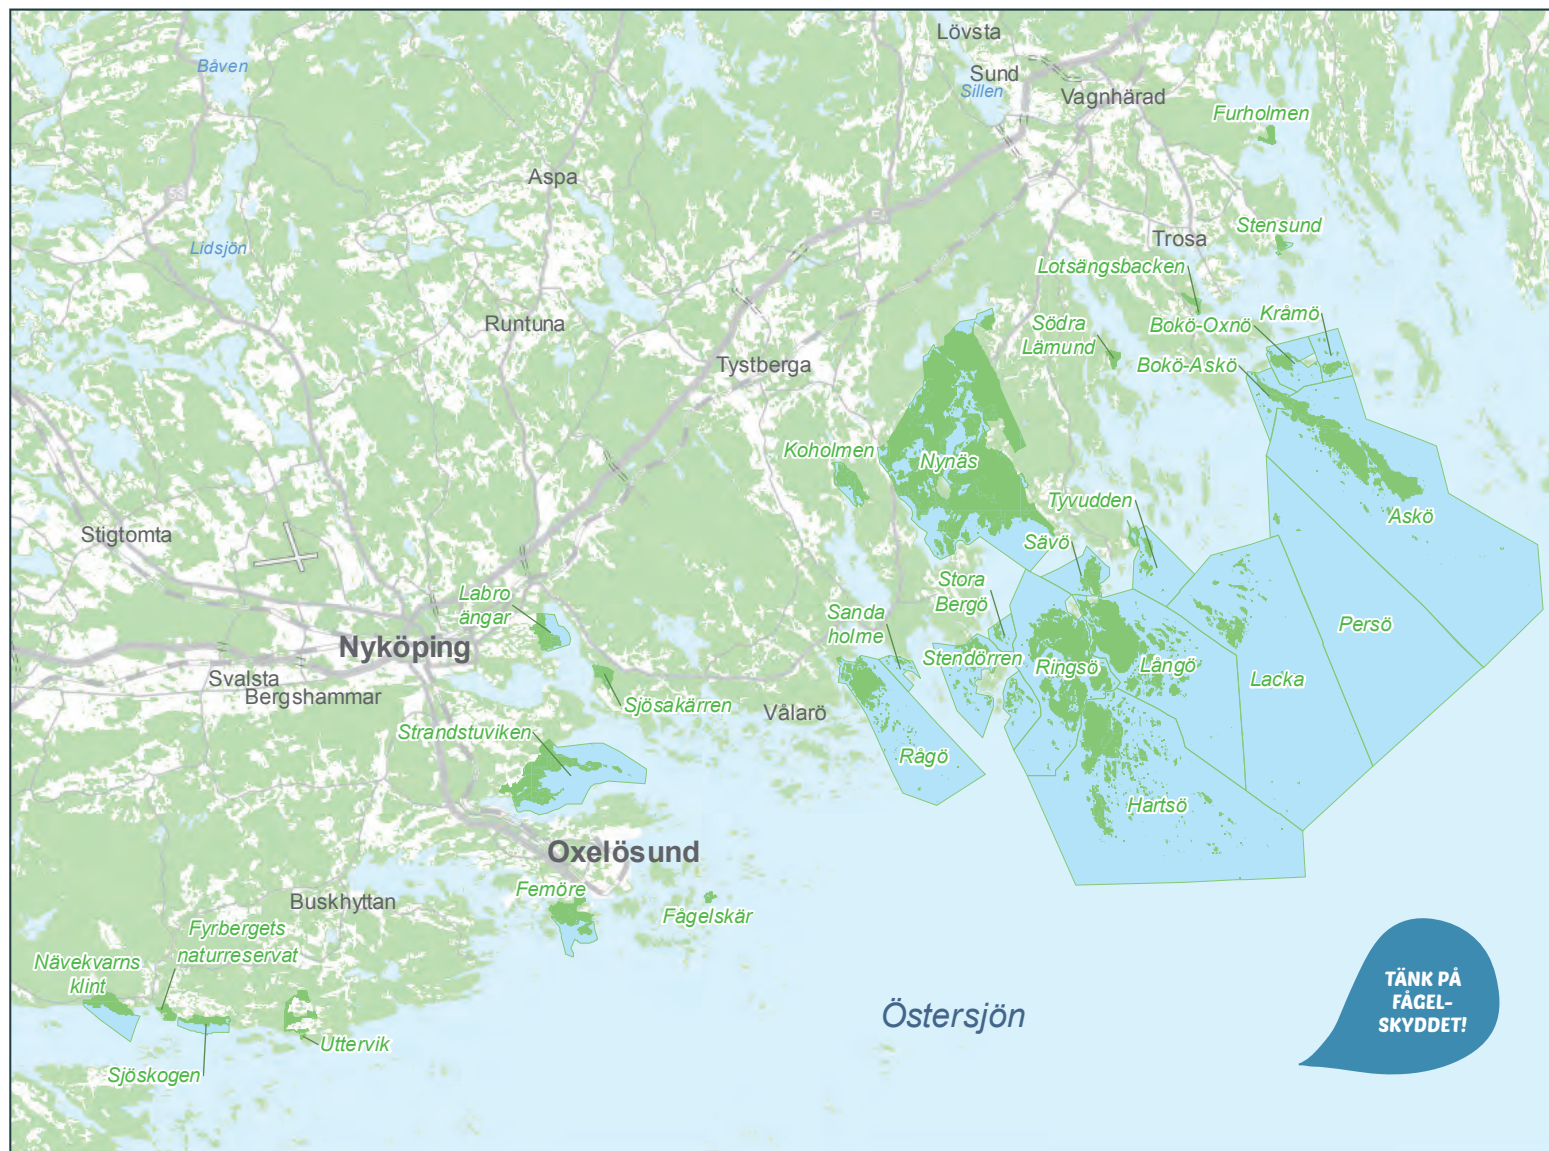 Lövsta
Båven
Sund
Sillen
Vagnhärad
Furholmen
Aspa
53
E4
Stensund
Trosa
Lidsjön
Lotsängsbacken
Kråmö
Bokö-Oxnö
Södra
Lämund
Runtuna
Tystberga
Bokö-Askö
Koholmen
Nynäs
Tyvudden
Askö
Stigtomta
Sävö
Stora
Bergö
Labro
ängar
Sanda
holme
Persö
Nyköping
Stendörren
Ringsö
Långö
Lacka
Svalsta
Bergshammar
Sjösakärren
Vålarö
Strandstuviken
Rågö
Hartsö
Oxelösund
Femöre
Fågelskär
Buskhyttan
Fyrbergets
naturreservat
Nävekvarns
klint
Östersjön
TÄNK PÅ
FÅGEL-
SKYDDET!
Uttervik
Sjöskogen